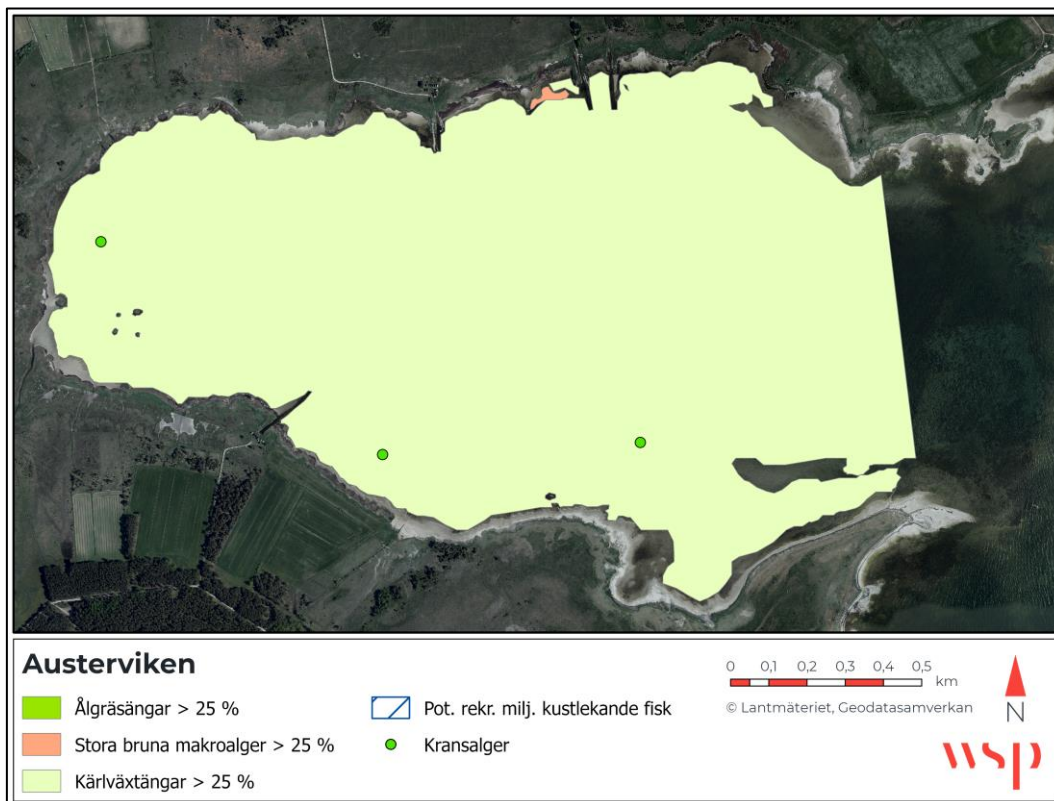 Austerviken
Ålgräsängar > 25 %
Stora bruna makroalger > 25 %
Kärlväxtängar > 25 %
Pot. rekr. milj. kustlekande fisk
Kransalger
0 0,1 0,2 0,3 0,4 0,5
km
© Lantmäteriet, Geodatasamverkan
N
wsp